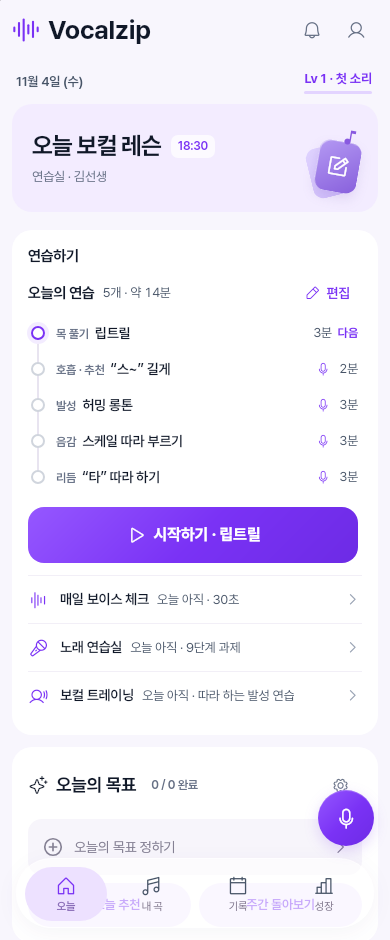 Vocalzip
11월 4일 (수)
Lv 1 · 첫 소리
오늘 보컬 레슨 18:30
연습실 · 김선생
연습하기
오늘의 연습 5개 · 약 14분 편집
목 풀기 립트릴 3분 다음
호흡 · 추천 “스~” 길게 2분
발성 허밍 롱톤 3분
음감 스케일 따라 부르기 3분
리듬 “타” 따라 하기 3분
시작하기 · 립트릴
매일 보이스 체크 오늘 아직 · 30초
노래 연습실 오늘 아직 · 9단계 과제
보컬 트레이닝 오늘 아직 · 따라 하는 발성 연습
오늘의 목표 0 / 0 완료
오늘의 목표 정하기
추천 주간 돌아보기
오늘 내 곡 기록 성장